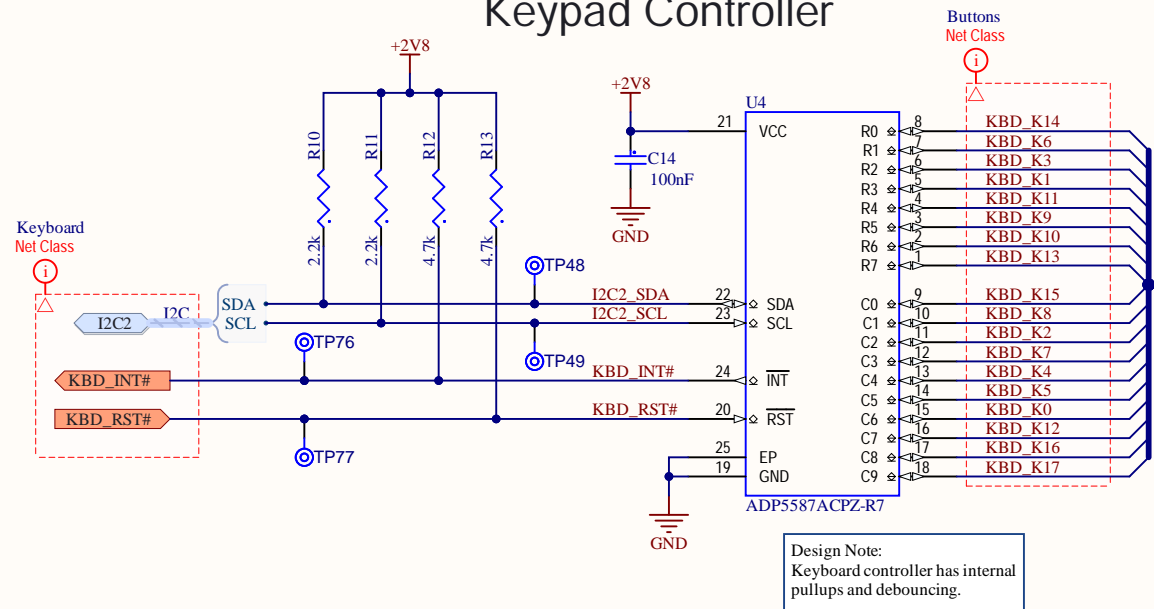 Keypad Controller
Buttons
Net Class
i
+2V8
+2V8
U4
R10
R11
R12
R13
2.2k
2.2k
4.7k
4.7k
C14
100nF
GND
21 VCC
R0 8 KBD_K14
R1 7 KBD_K6
R2 6 KBD_K3
R3 5 KBD_K1
R4 4 KBD_K11
R5 3 KBD_K9
R6 2 KBD_K10
R7 1 KBD_K13
Keyboard
Net Class
i
I2C2
I2C
SDA
SCL
TP48
I2C2_SDA 22 SDA
I2C2_SCL 23 SCL
TP49
TP76
KBD_INT#
KBD_INT# 24 INT
KBD_RST#
KBD_RST# 20 RST
TP77
25 EP
19 GND
GND
C0 9 KBD_K15
C1 10 KBD_K8
C2 11 KBD_K2
C3 12 KBD_K7
C4 13 KBD_K4
C5 14 KBD_K5
C6 15 KBD_K0
C7 16 KBD_K12
C8 17 KBD_K16
C9 18 KBD_K17
ADP5587ACPZ-R7
Design Note:
Keyboard controller has internal
pullups and debouncing.